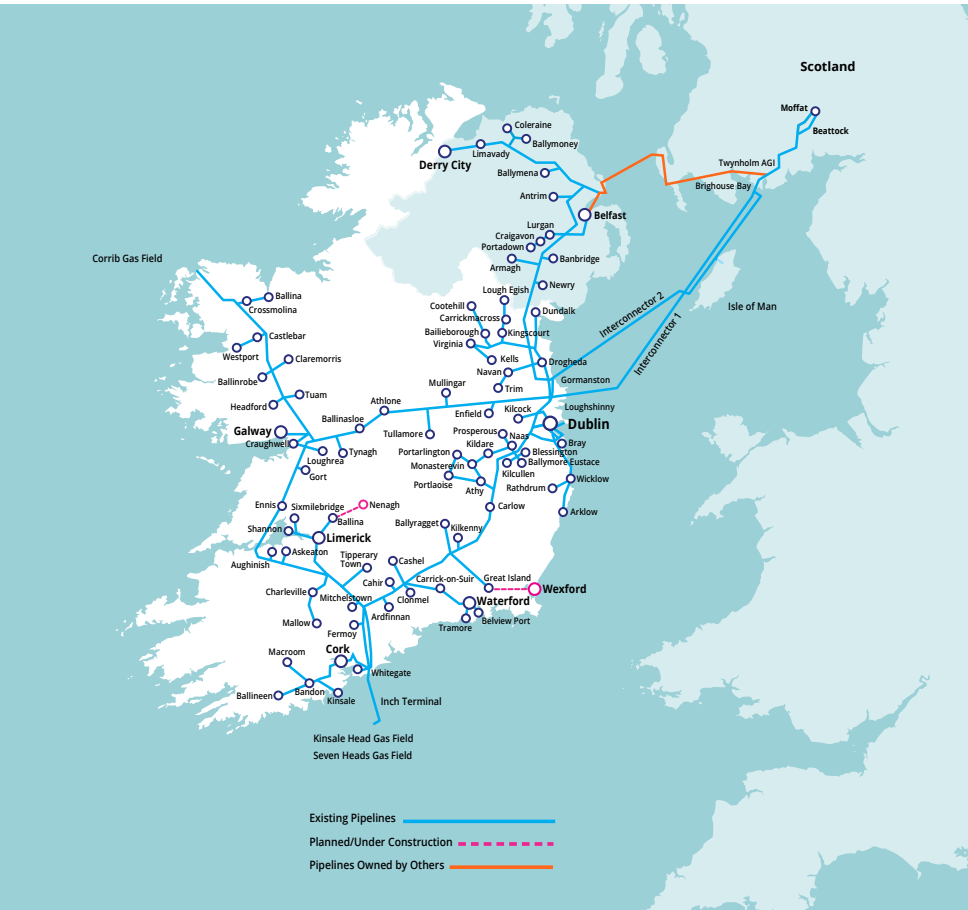 Scotland
Moffat
Beattock
Coleraine
Ballymoney
Limavady
Derry City
Twynholm AGI
Ballymena
Brighouse Bay
Antrim
Belfast
Lurgan
Craigavon
Portadown
Banbridge
Armagh
Corrib Gas Field
Newry
Lough Egish
Ballina
Crossmolina
Cootehill
Carrickmacross
Dundalk
Interconnector 2
Isle of Man
Bailieborough
Kingscourt
Castlebar
Virginia
Interconnector 1
Westport
Claremorris
Kells
Drogheda
Navan
Ballinrobe
Mullingar
Trim
Gormanston
Tuam
Headford
Athlone
Enfield
Kilcock
Loughshinny
Ballinasloe
Dublin
Galway
Tullamore
Prosperous
Naas
Craughwell
Kildare
Bray
Portarlington
Blessington
Tynagh
Loughrea
Monasterevin
Ballymore Eustace
Gort
Kilcullen
Portlaoise
Wicklow
Athy
Rathdrum
Ennis
Sixmilebridge
Nenagh
Carlow
Arklow
Shannon
Ballina
Ballyragget
Kilkenny
Limerick
Askeaton
Tipperary
Town
Cashel
Aughinish
Cahir
Carrick-on-Suir
Great Island
Charleville
Wexford
Mitchelstown
Clonmel
Waterford
Ardfinnan
Mallow
Belview Port
Fermoy
Tramore
Cork
Macroom
Whitegate
Ballineen
Bandon
Kinsale
Inch Terminal
Kinsale Head Gas Field
Seven Heads Gas Field
Existing Pipelines
Planned/Under Construction
Pipelines Owned by Others